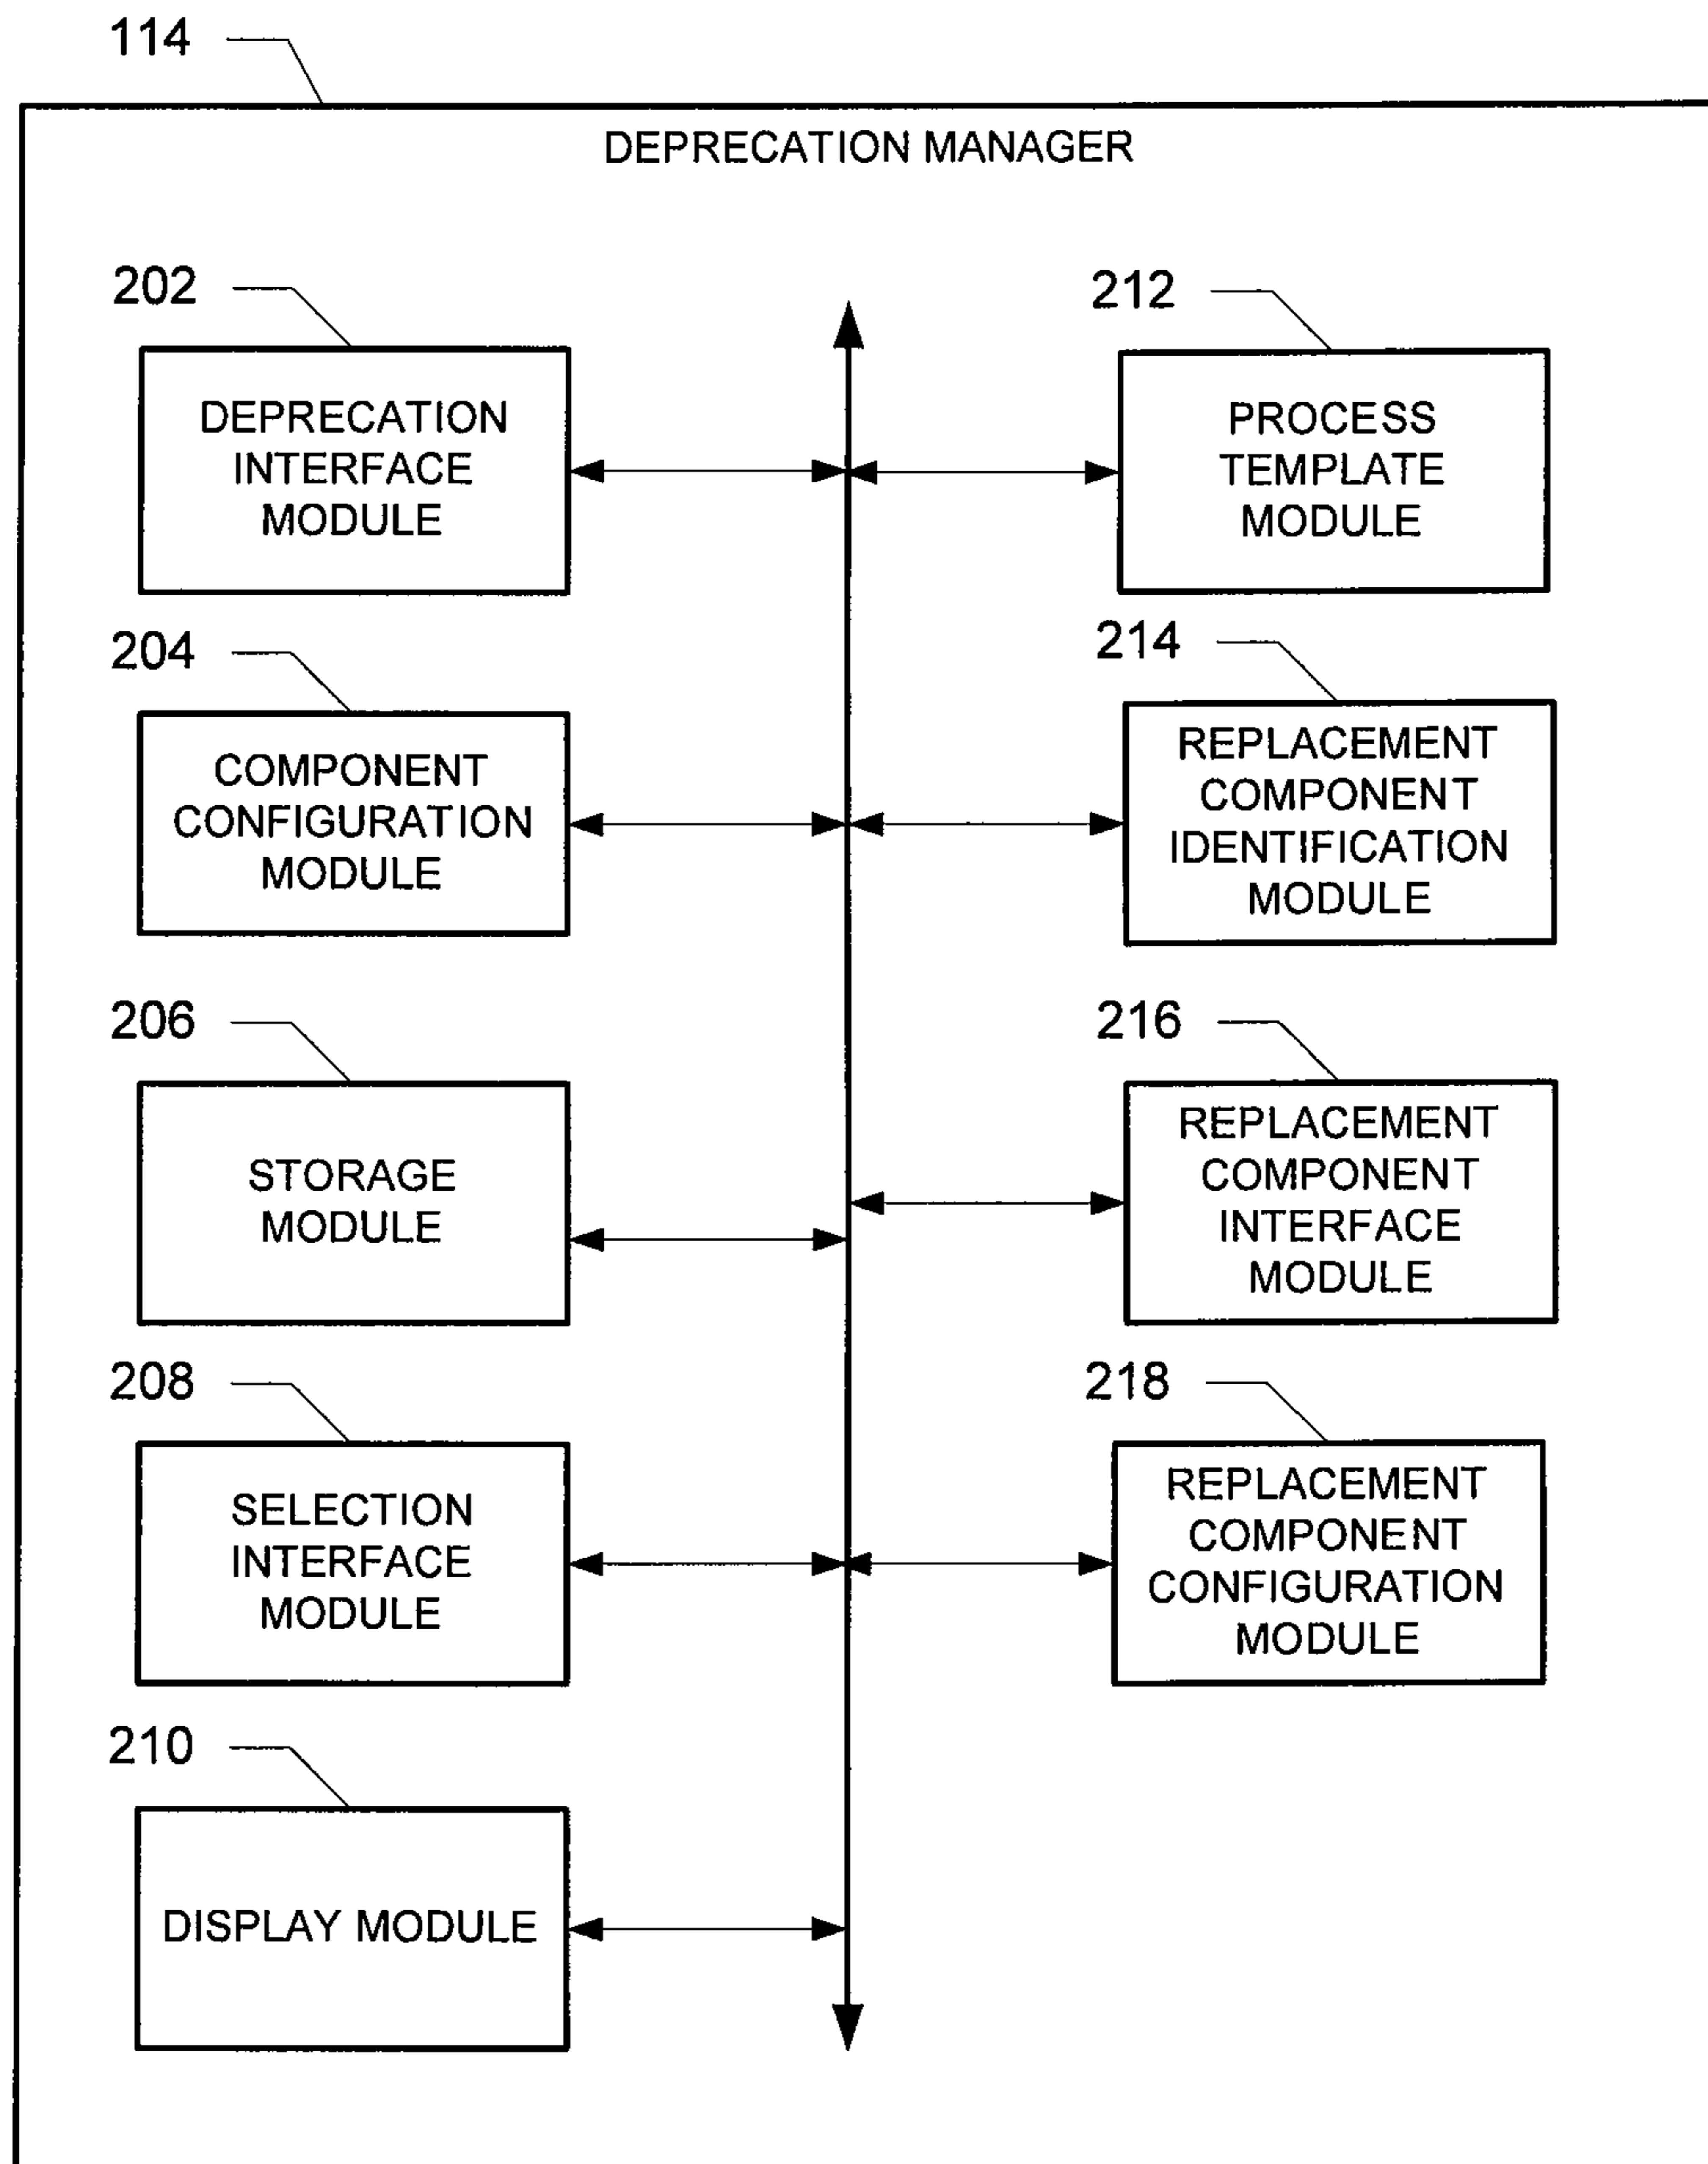 114
DEPRECATION MANAGER
202
DEPRECATION
INTERFACE
MODULE
204
COMPONENT
CONFIGURATION
MODULE
206
STORAGE
MODULE
208
SELECTION
INTERFACE
MODULE
210
DISPLAY MODULE
212
PROCESS
TEMPLATE
MODULE
214
REPLACEMENT
COMPONENT
IDENTIFICATION
MODULE
216
REPLACEMENT
COMPONENT
INTERFACE
MODULE
218
REPLACEMENT
COMPONENT
CONFIGURATION
MODULE